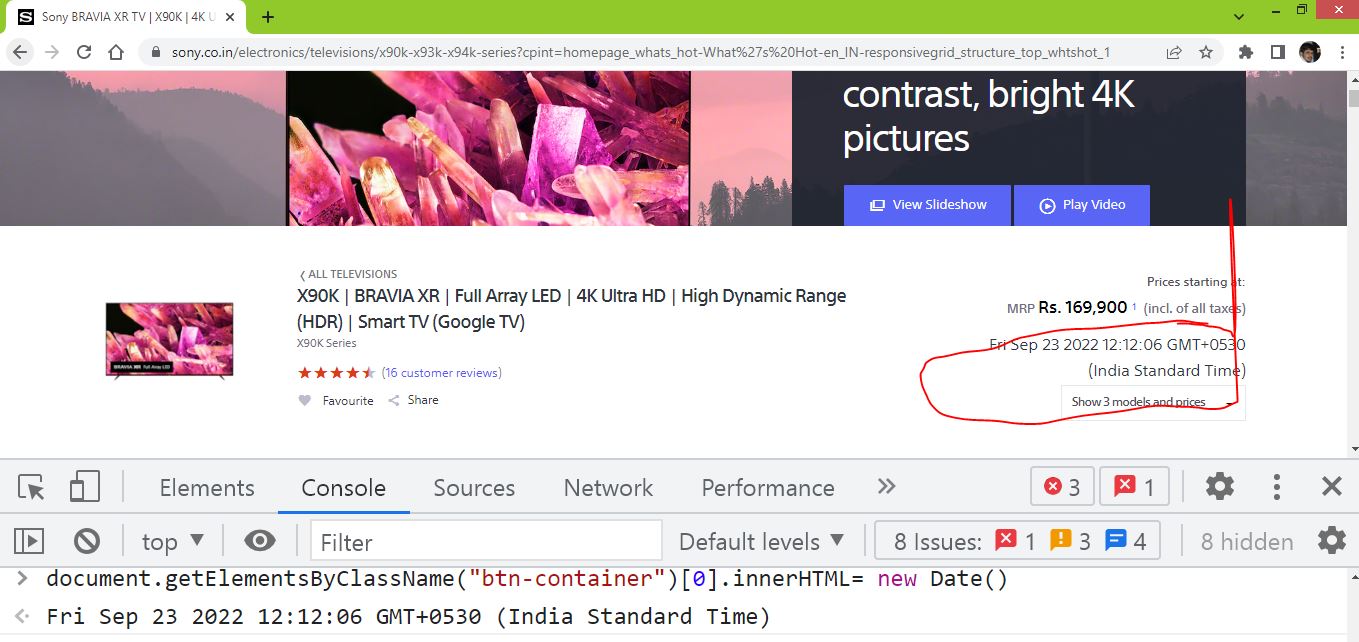 Sony BRAVIA XR TV | X90K | 4K U
sony.co.in/electronics/televisions/x90k-x93k-x94k-series?cpint=homepage_whats_hot-What%27s%20Hot-en_IN-responsivegrid_structure_top_whtshot_1
contrast, bright 4K
pictures
View Slideshow
Play Video
ALL TELEVISIONS
X90K | BRAVIA XR | Full Array LED | 4K Ultra HD | High Dynamic Range
(HDR) | Smart TV (Google TV)
X90K Series
(16 customer reviews)
Favourite
Share
BRAVIA XR Full Array LED
Prices starting at:
MRP Rs. 169,900 1 (incl. of all taxes)
Fri Sep 23 2022 12:12:06 GMT+0530
(India Standard Time)
Show 3 models and prices
Elements Console Sources Network Performance 3 1
top Filter Default levels 8 Issues: 1 3 4 8 hidden
document.getElementsByClassName("btn-container")[0].innerHTML= new Date()
Fri Sep 23 2022 12:12:06 GMT+0530 (India Standard Time)